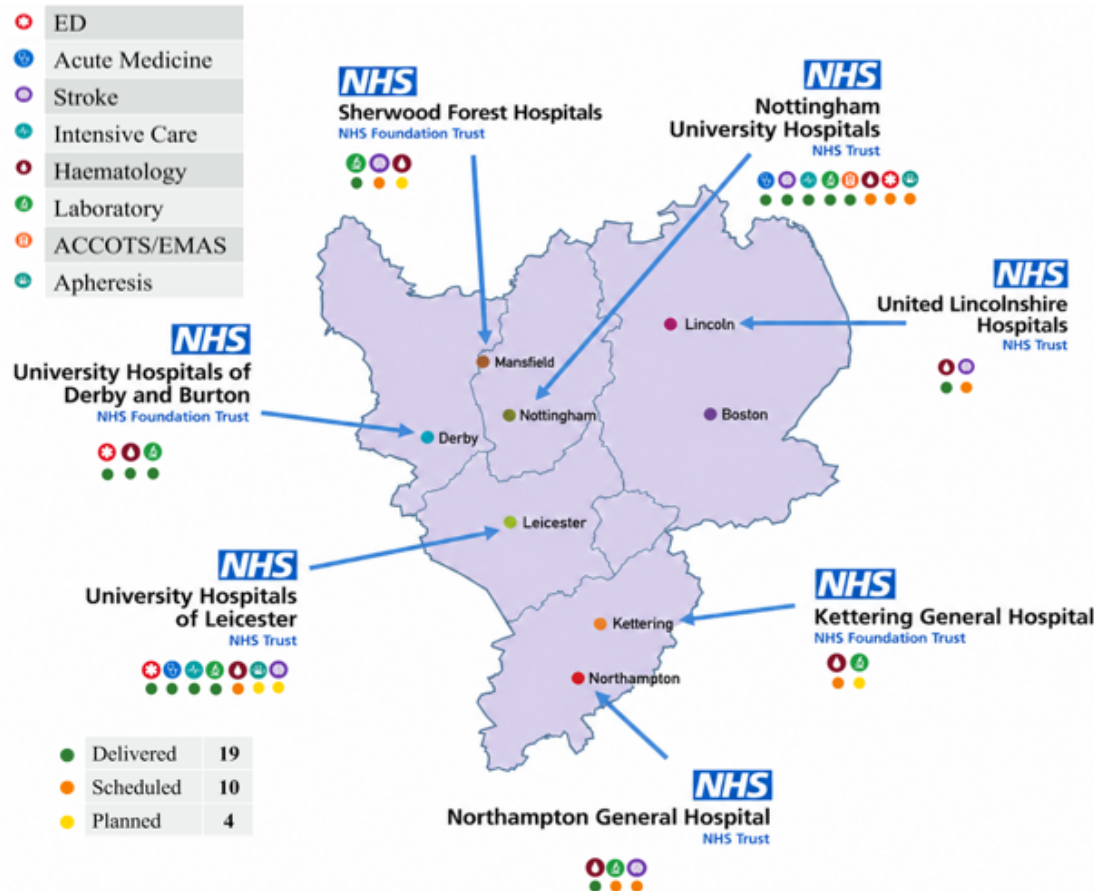 ED
Acute Medicine
Stroke
Intensive Care
Haematology
Laboratory
ACCOTS/EMAS
Apheresis
NHS
Sherwood Forest Hospitals
NHS Foundation Trust
NHS
Nottingham
University Hospitals
NHS Trust
NHS
United Lincolnshire
Hospitals
NHS Trust
NHS
University Hospitals of
Derby and Burton
NHS Foundation Trust
Lincoln
Mansfield
Nottingham
Boston
Derby
Leicester
Kettering
Northampton
NHS
University Hospitals
of Leicester
NHS Trust
NHS
Kettering General Hospital
NHS Foundation Trust
Delivered 19
Scheduled 10
Planned 4
NHS
Northampton General Hospital
NHS Trust